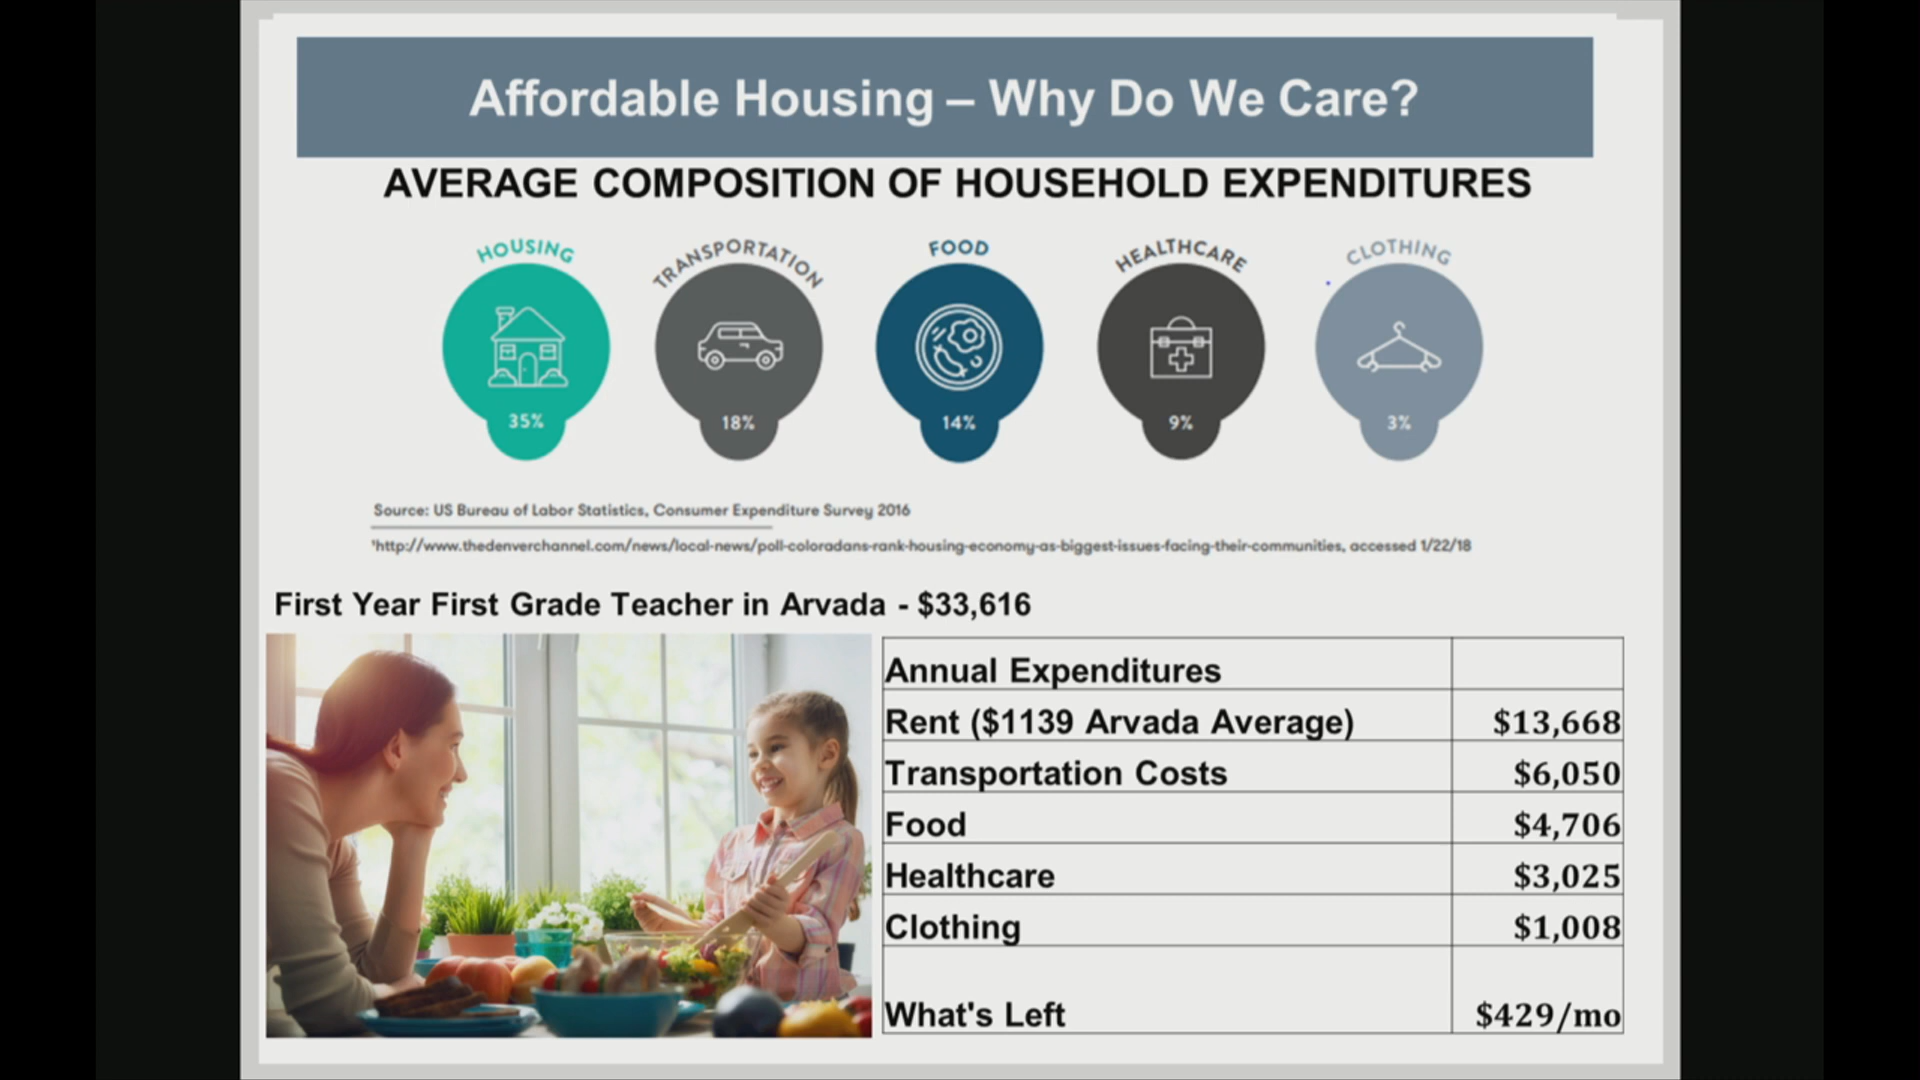 Affordable Housing – Why Do We Care?
AVERAGE COMPOSITION OF HOUSEHOLD EXPENDITURES
HOUSING TRANSPORTATION FOOD HEALTHCARE CLOTHING
35% 18% 14% 9% 3%
Source: US Bureau of Labor Statistics, Consumer Expenditure Survey 2016
¹http://www.thedenverchannel.com/news/local-news/poll-coloradans-rank-housing-economy-as-biggest-issues-facing-their-communities, accessed 1/22/18
First Year First Grade Teacher in Arvada - $33,616
Annual Expenditures
Rent ($1139 Arvada Average) $13,668
Transportation Costs $6,050
Food $4,706
Healthcare $3,025
Clothing $1,008
What's Left $429/mo